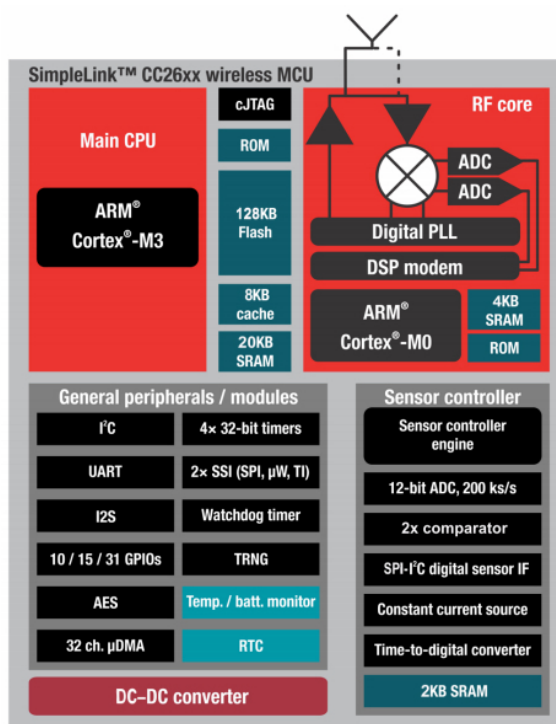 SimpleLink™ CC26xx wireless MCU
Main CPU
ARM®
Cortex®-M3
cJTAG
ROM
128KB
Flash
8KB
cache
20KB
SRAM
RF core
ADC
ADC
Digital PLL
DSP modem
ARM®
Cortex®-M0
4KB
SRAM
ROM
General peripherals / modules
I²C
4× 32-bit timers
UART
2× SSI (SPI, µW, TI)
I2S
Watchdog timer
10 / 15 / 31 GPIOs
TRNG
AES
Temp. / batt. monitor
32 ch. µDMA
RTC
DC–DC converter
Sensor controller
Sensor controller
engine
12-bit ADC, 200 ks/s
2x comparator
SPI-I²C digital sensor IF
Constant current source
Time-to-digital converter
2KB SRAM